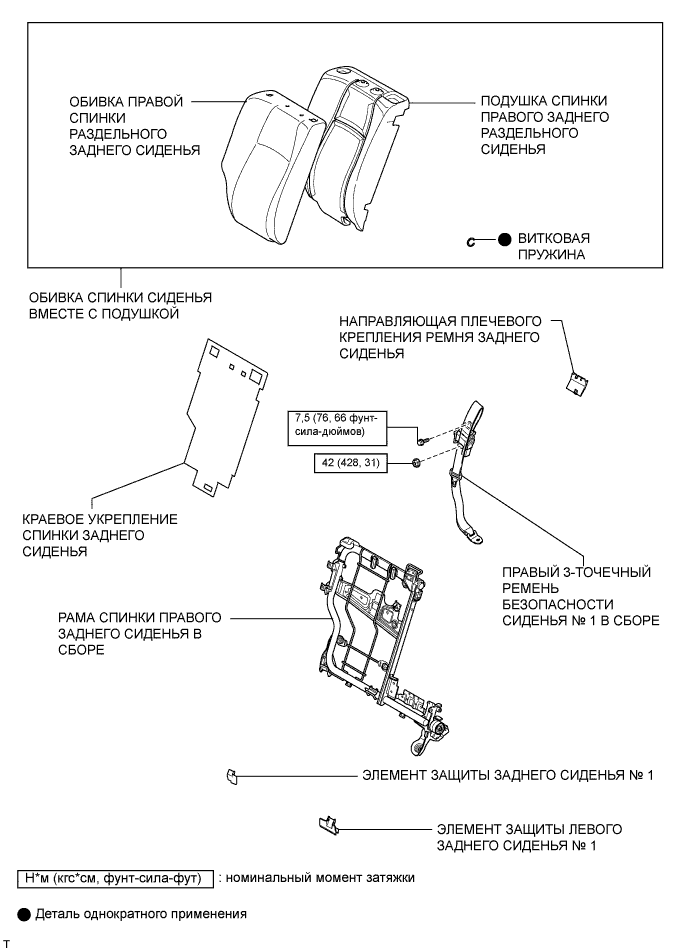 ОБИВКА ПРАВОЙ
СПИНКИ
РАЗДЕЛЬНОГО
ЗАДНЕГО СИДЕНЬЯ
ПОДУШКА СПИНКИ
ПРАВОГО ЗАДНЕГО
РАЗДЕЛЬНОГО
СИДЕНЬЯ
ВИТКОВАЯ
ПРУЖИНА
ОБИВКА СПИНКИ СИДЕНЬЯ
ВМЕСТЕ С ПОДУШКОЙ
НАПРАВЛЯЮЩАЯ ПЛЕЧЕВОГО
КРЕПЛЕНИЯ РЕМНЯ ЗАДНЕГО
СИДЕНЬЯ
7,5 (76, 66 фунт-
сила-дюймов)
42 (428, 31)
КРАЕВОЕ УКРЕПЛЕНИЕ
СПИНКИ ЗАДНЕГО
СИДЕНЬЯ
ПРАВЫЙ 3-ТОЧЕЧНЫЙ
РЕМЕНЬ
БЕЗОПАСНОСТИ
СИДЕНЬЯ № 1 В СБОРЕ
РАМА СПИНКИ ПРАВОГО
ЗАДНЕГО СИДЕНЬЯ В
СБОРЕ
ЭЛЕМЕНТ ЗАЩИТЫ ЗАДНЕГО СИДЕНЬЯ № 1
ЭЛЕМЕНТ ЗАЩИТЫ ЛЕВОГО
ЗАДНЕГО СИДЕНЬЯ № 1
Н*м (кгс*см, фунт-сила-фут) : номинальный момент затяжки
Деталь однократного применения
T